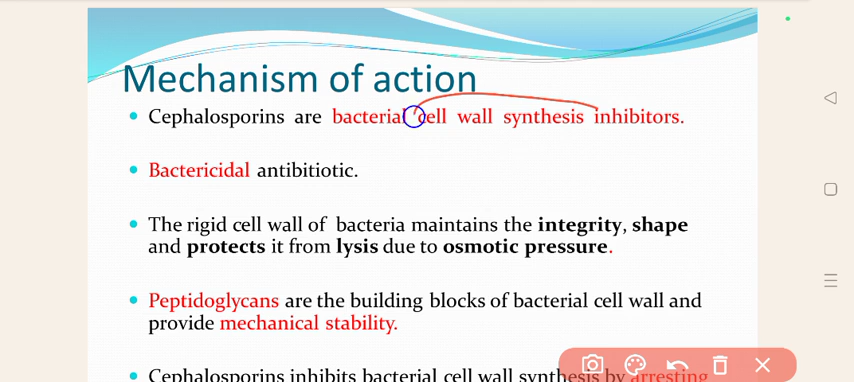 Mechanism of action
• Cephalosporins are bacterial cell wall synthesis inhibitors.
• Bactericidal antibitiotic.
• The rigid cell wall of bacteria maintains the integrity, shape
and protects it from lysis due to osmotic pressure.
• Peptidoglycans are the building blocks of bacterial cell wall and
provide mechanical stability.
• Cephalosporins inhibits bacterial cell wall synthesis by arresting